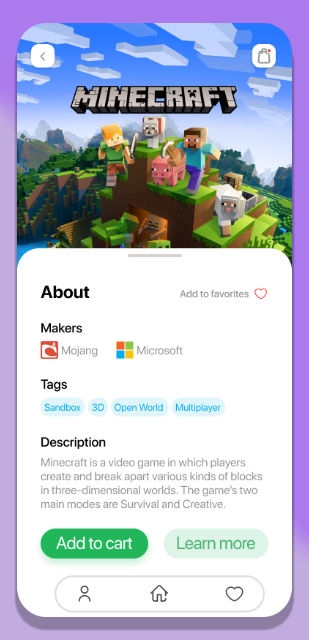 MINECRAFT
About
Add to favorites
Makers
Mojang Microsoft
Tags
Sandbox 3D Open World Multiplayer
Description
Minecraft is a video game in which players
create and break apart various kinds of blocks
in three-dimensional worlds. The game's two
main modes are Survival and Creative.
Add to cart Learn more